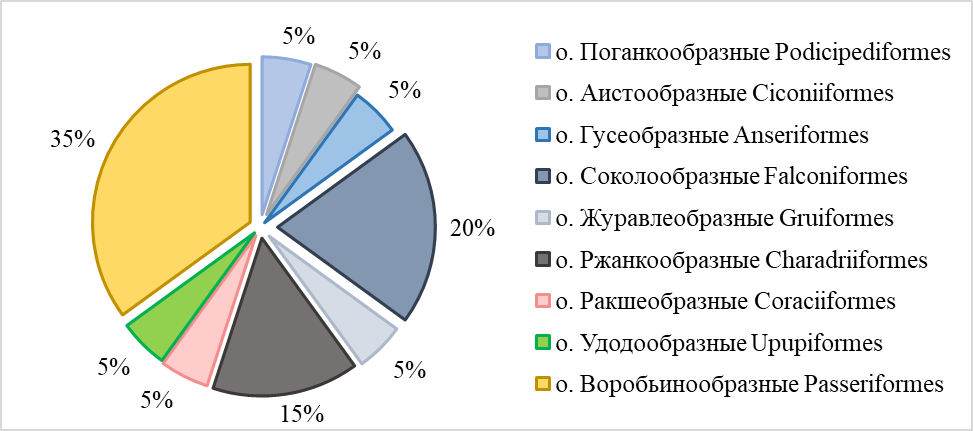 5%
5%
5%
35%
20%
5%
5%
5%
15%
о. Поганкообразные Podicipediformes
о. Аистообразные Ciconiiformes
о. Гусеобразные Anseriformes
о. Соколообразные Falconiformes
о. Журавлеобразные Gruiformes
о. Ржанкообразные Charadriiformes
о. Ракшеобразные Coraciiformes
о. Удодообразные Upupiformes
о. Воробьинообразные Passeriformes